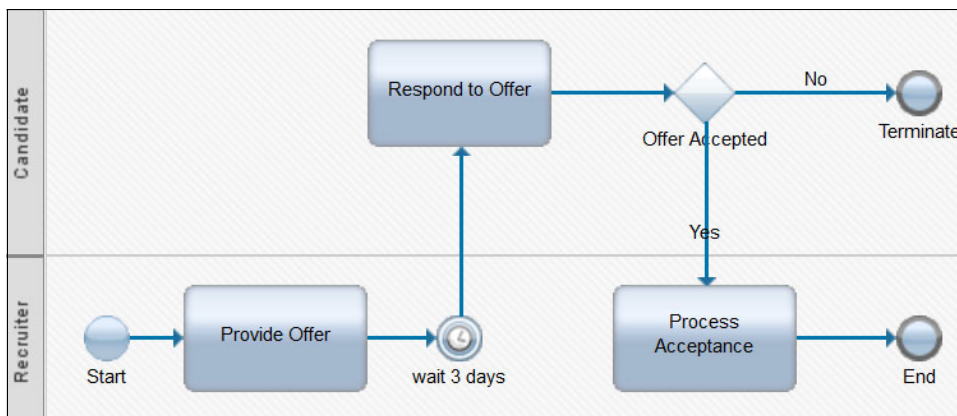 Candidate
Respond to Offer
No
Offer Accepted
Terminate
Yes
Recruiter
Provide Offer
Process
Acceptance
Start
wait 3 days
End